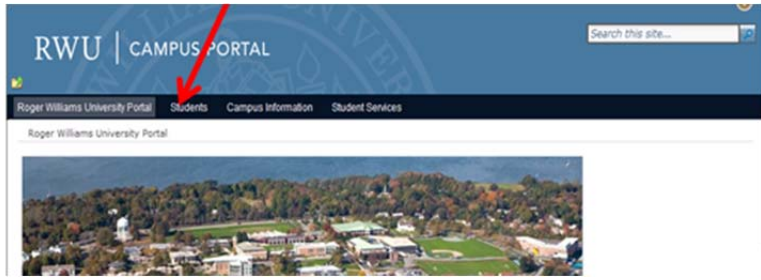 RWU | CAMPUS PORTAL
Search this site...
Roger Williams University Portal Students Campus Information Student Services
Roger Williams University Portal